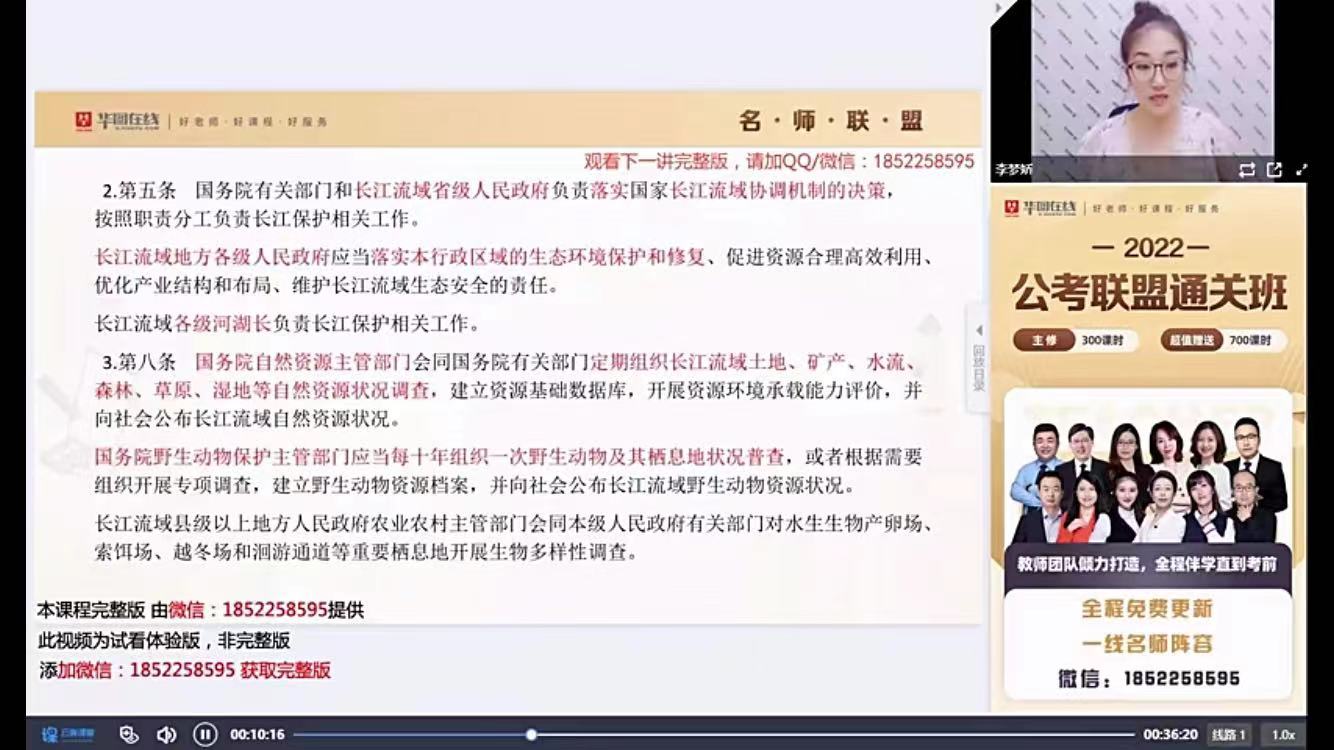 华图在线 | 好老师·好课程·好服务
名·师·联·盟
观看下一讲完整版，请加QQ/微信：1852258595
2.第五条 国务院有关部门和长江流域省级人民政府负责落实国家长江流域协调机制的决策，
按照职责分工负责长江保护相关工作。
长江流域地方各级人民政府应当落实本行政区域的生态环境保护和修复、促进资源合理高效利用、
优化产业结构和布局、维护长江流域生态安全的责任。
长江流域各级河湖长负责长江保护相关工作。
3.第八条 国务院自然资源主管部门会同国务院有关部门定期组织长江流域土地、矿产、水流、
森林、草原、湿地等自然资源状况调查，建立资源基础数据库，开展资源环境承载能力评价，并
向社会公布长江流域自然资源状况。
国务院野生动物保护主管部门应当每十年组织一次野生动物及其栖息地状况普查，或者根据需要
组织开展专项调查，建立野生动物资源档案，并向社会公布长江流域野生动物资源状况。
长江流域县级以上地方人民政府农业农村主管部门会同本级人民政府有关部门对水生生物产卵场、
索饵场、越冬场和洄游通道等重要栖息地开展生物多样性调查。
本课程完整版 由微信：1852258595提供
此视频为试看体验版，非完整版
添加微信：1852258595 获取完整版
回放目录
李梦娇
华图在线 | 好老师·好课程·好服务
一 2022 一
公考联盟通关班
主修 300课时 超值赠送 700课时
教师团队倾力打造，全程伴学直到考前
全程免费更新
一线名师阵容
微信：1852258595
00:10:16
00:36:20 线路 1 1.0x